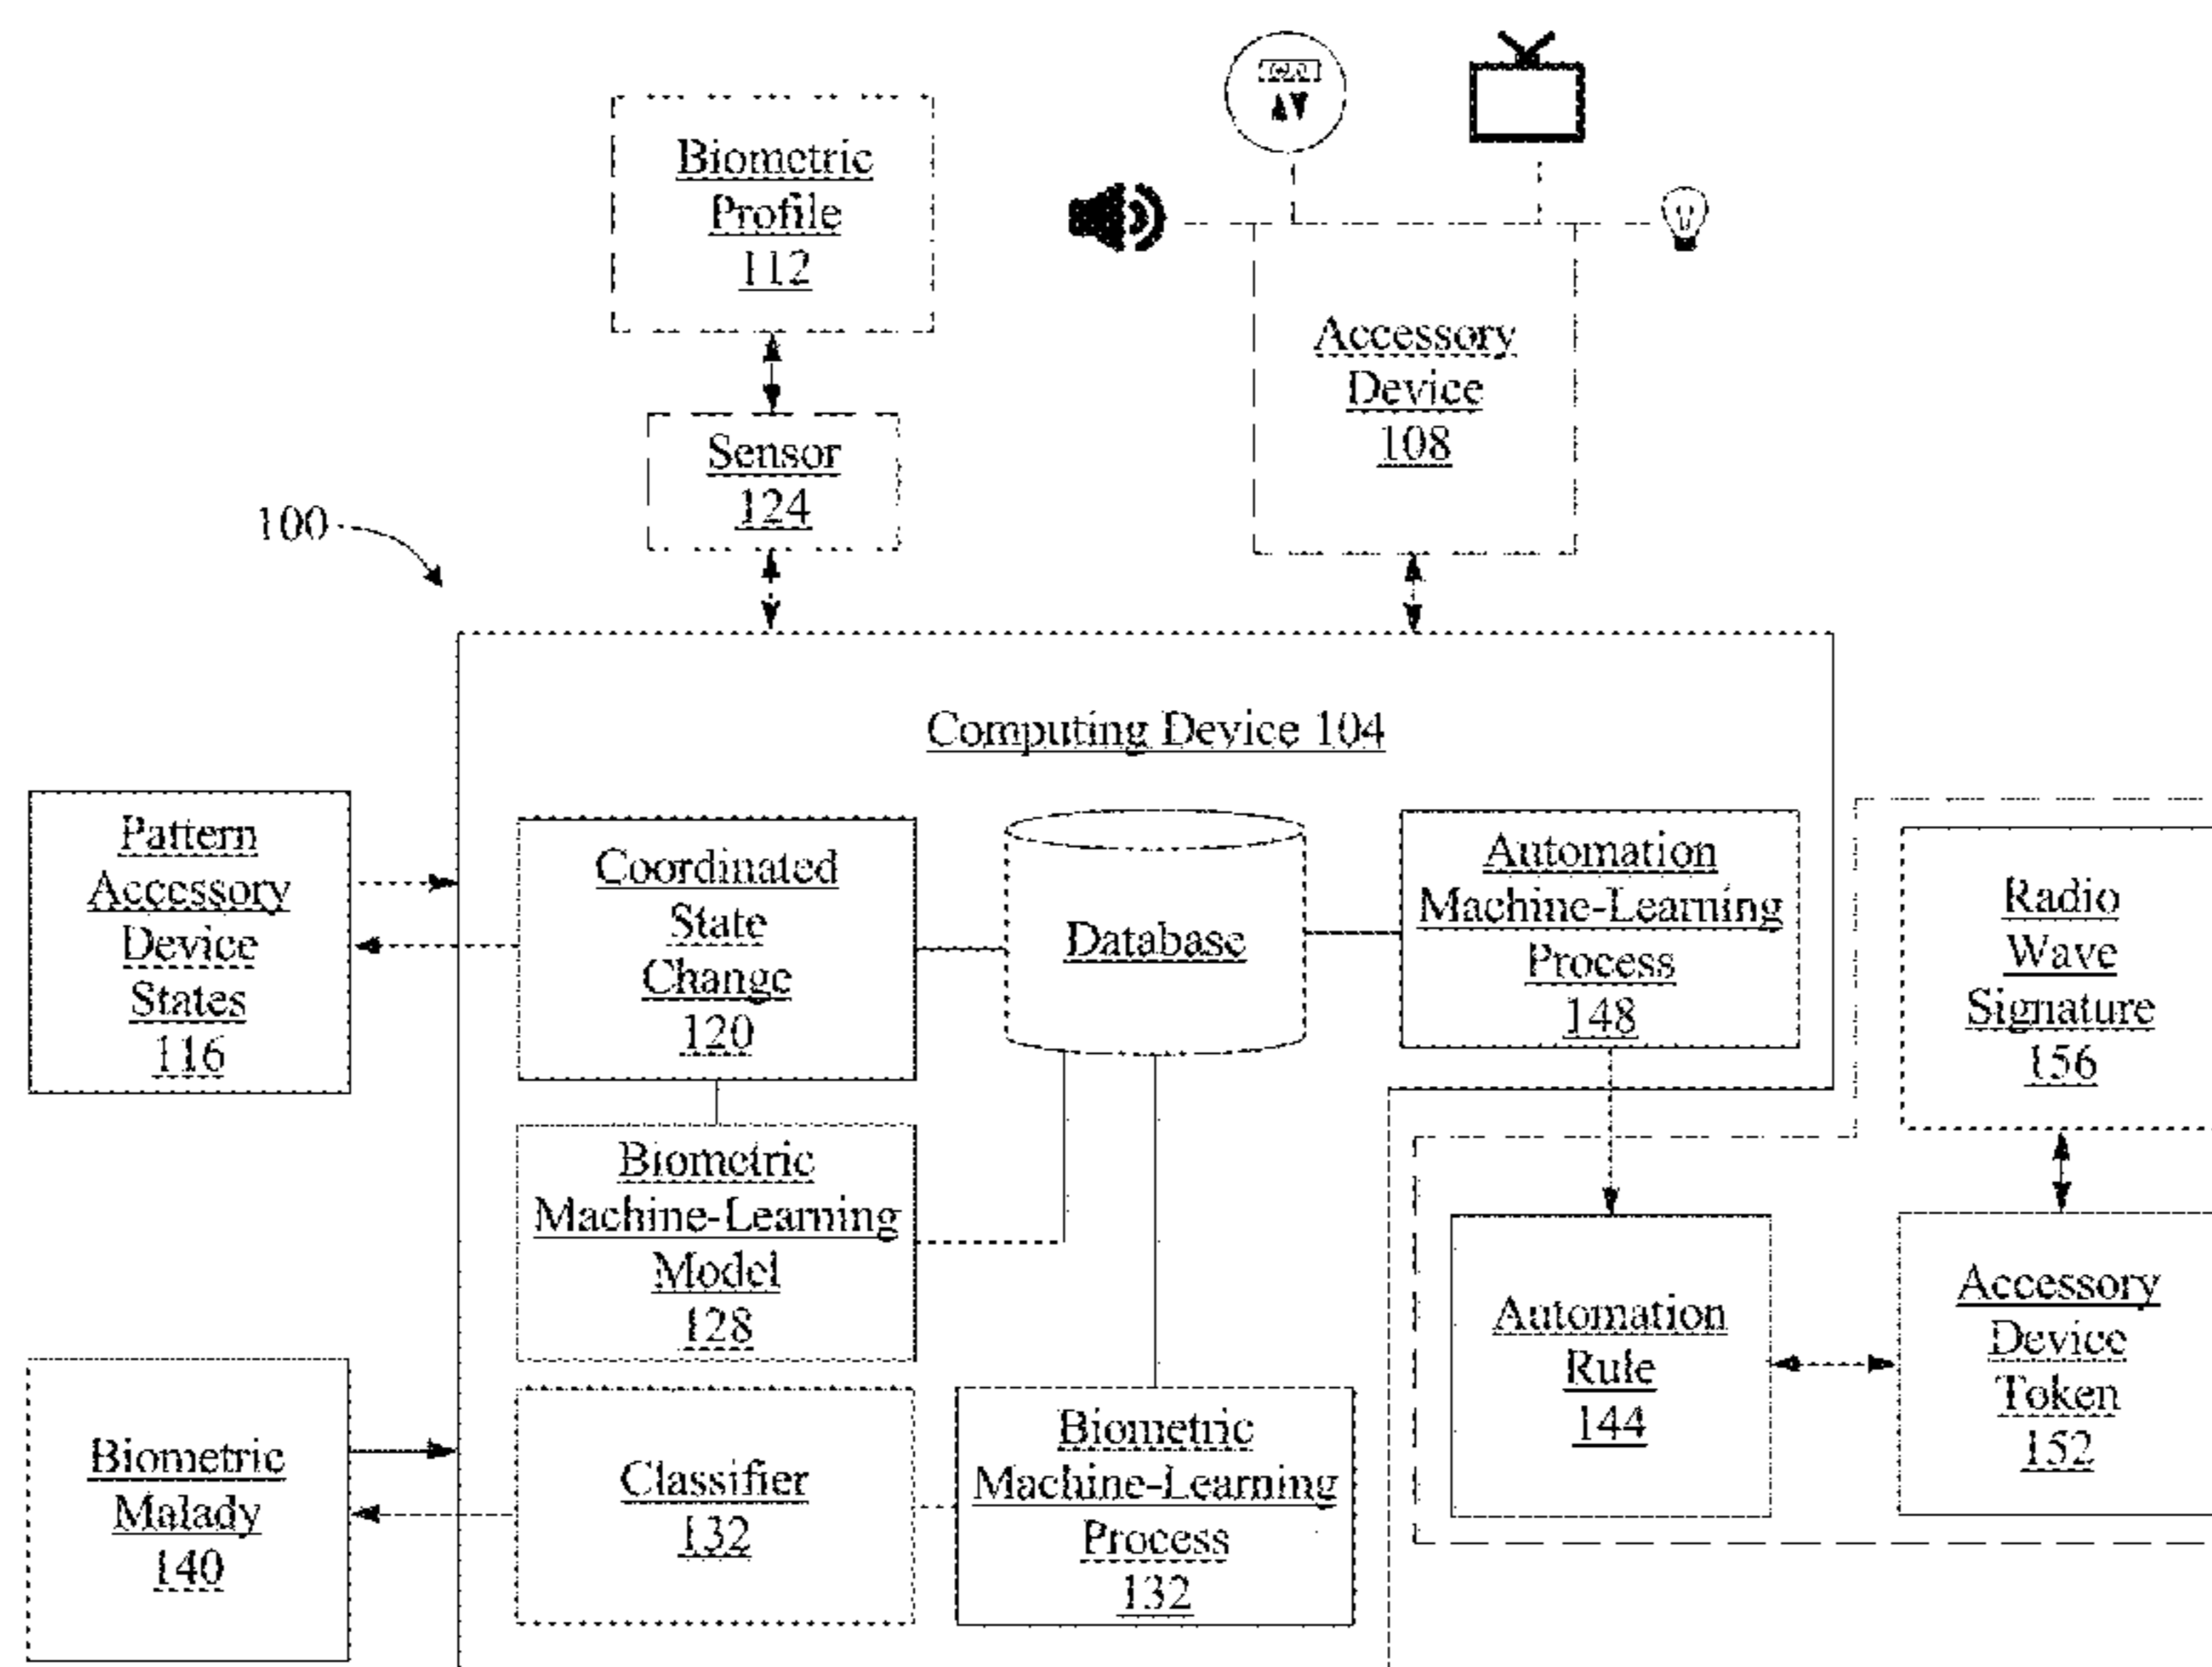 Biometric
Profile
112
Accessory
Device
108
Sensor
124
100
Computing Device 104
Pattern
Accessory
Device
States
116
Coordinated
State
Change
120
Database
Automation
Machine-Learning
Process
148
Radio
Wave
Signature
156
Biometric
Machine-Learning
Model
128
Biometric
Malady
140
Classifier
132
Biometric
Machine-Learning
Process
132
Automation
Rule
144
Accessory
Device
Token
152